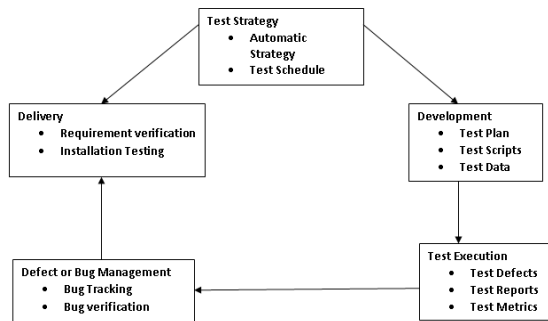 Test Strategy
• Automatic
Strategy
• Test Schedule
Delivery
• Requirement verification
• Installation Testing
Development
• Test Plan
• Test Scripts
• Test Data
Defect or Bug Management
• Bug Tracking
• Bug verification
Test Execution
• Test Defects
• Test Reports
• Test Metrics